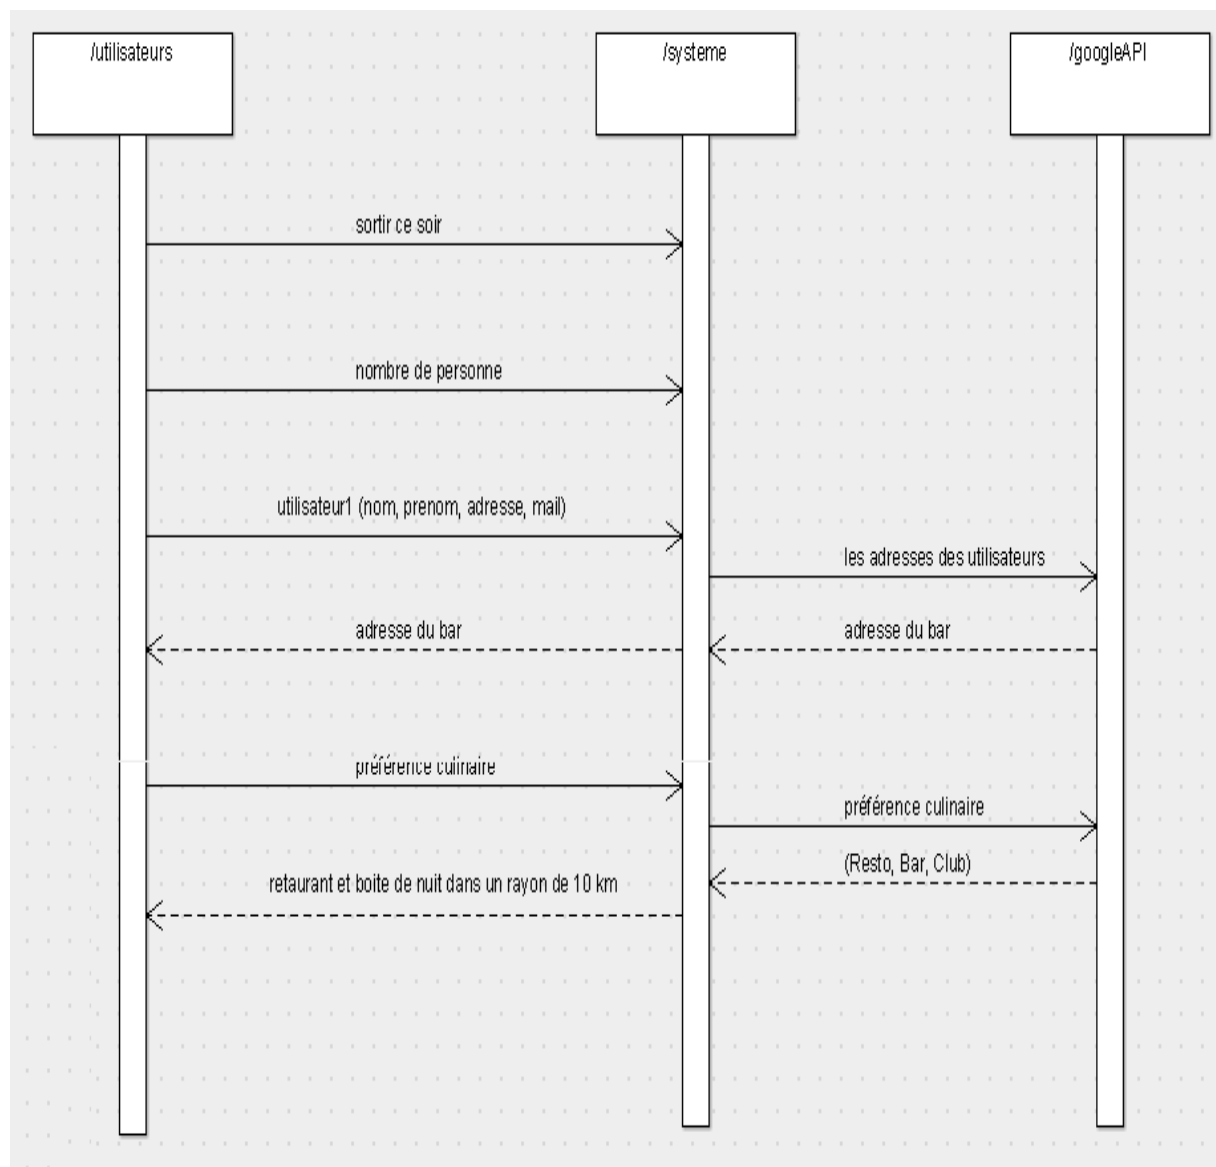 /utilisateurs
/systeme
/googleAPI
sortir ce soir
nombre de personne
utilisateur1 (nom, prenom, adresse, mail)
les adresses des utilisateurs
adresse du bar
adresse du bar
préférence culinaire
préférence culinaire
(Resto, Bar, Club)
retaurant et boite de nuit dans un rayon de 10 km